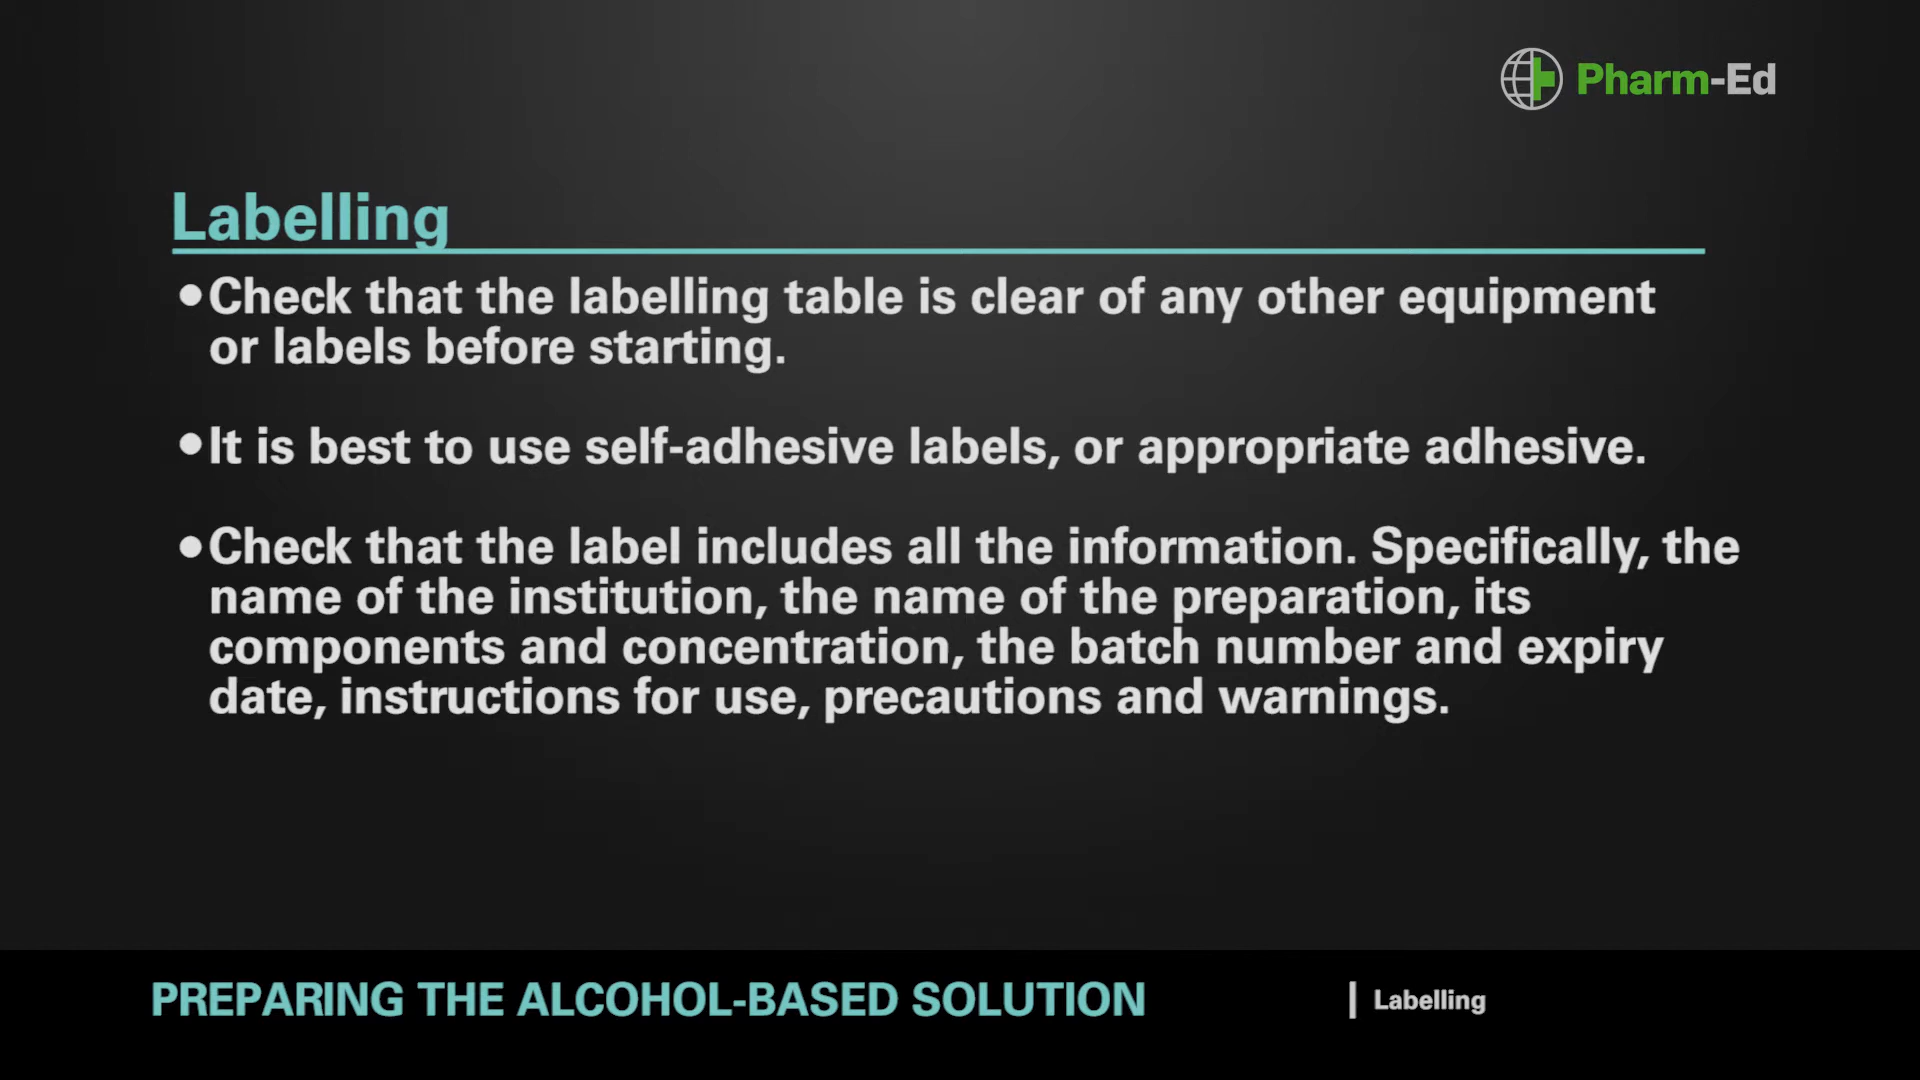 Pharm-Ed
Labelling
•Check that the labelling table is clear of any other equipment
or labels before starting.
•It is best to use self-adhesive labels, or appropriate adhesive.
•Check that the label includes all the information. Specifically, the
name of the institution, the name of the preparation, its
components and concentration, the batch number and expiry
date, instructions for use, precautions and warnings.
PREPARING THE ALCOHOL-BASED SOLUTION
| Labelling